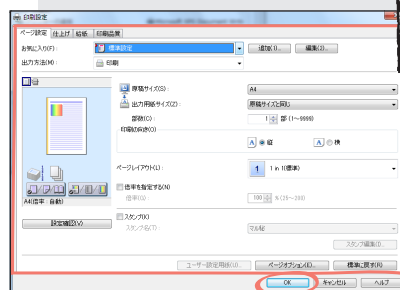 印刷設定
ページ設定 仕上げ 給紙 印刷品質
お気に入り(F): 標準設定 追加(1)... 編集(2)...
出力方法(M): 印刷
原稿サイズ(S): A4
出力用紙サイズ(Z): 原稿サイズと同じ
部数(C): 1 部 (1～9999)
印刷の向き(O)
A 縦 A 横
ページレイアウト(L): 1 1 in 1(標準)
倍率を指定する(N)
倍率(G): 100 % (25～200)
A4(倍率: 自動)
設定確認(V)
スタンプ(K)
スタンプ名(T): マル秘
スタンプ編集(D)...
ユーザー設定用紙(U)... ページオプション(E)... 標準に戻す(R)
OK キャンセル ヘルプ